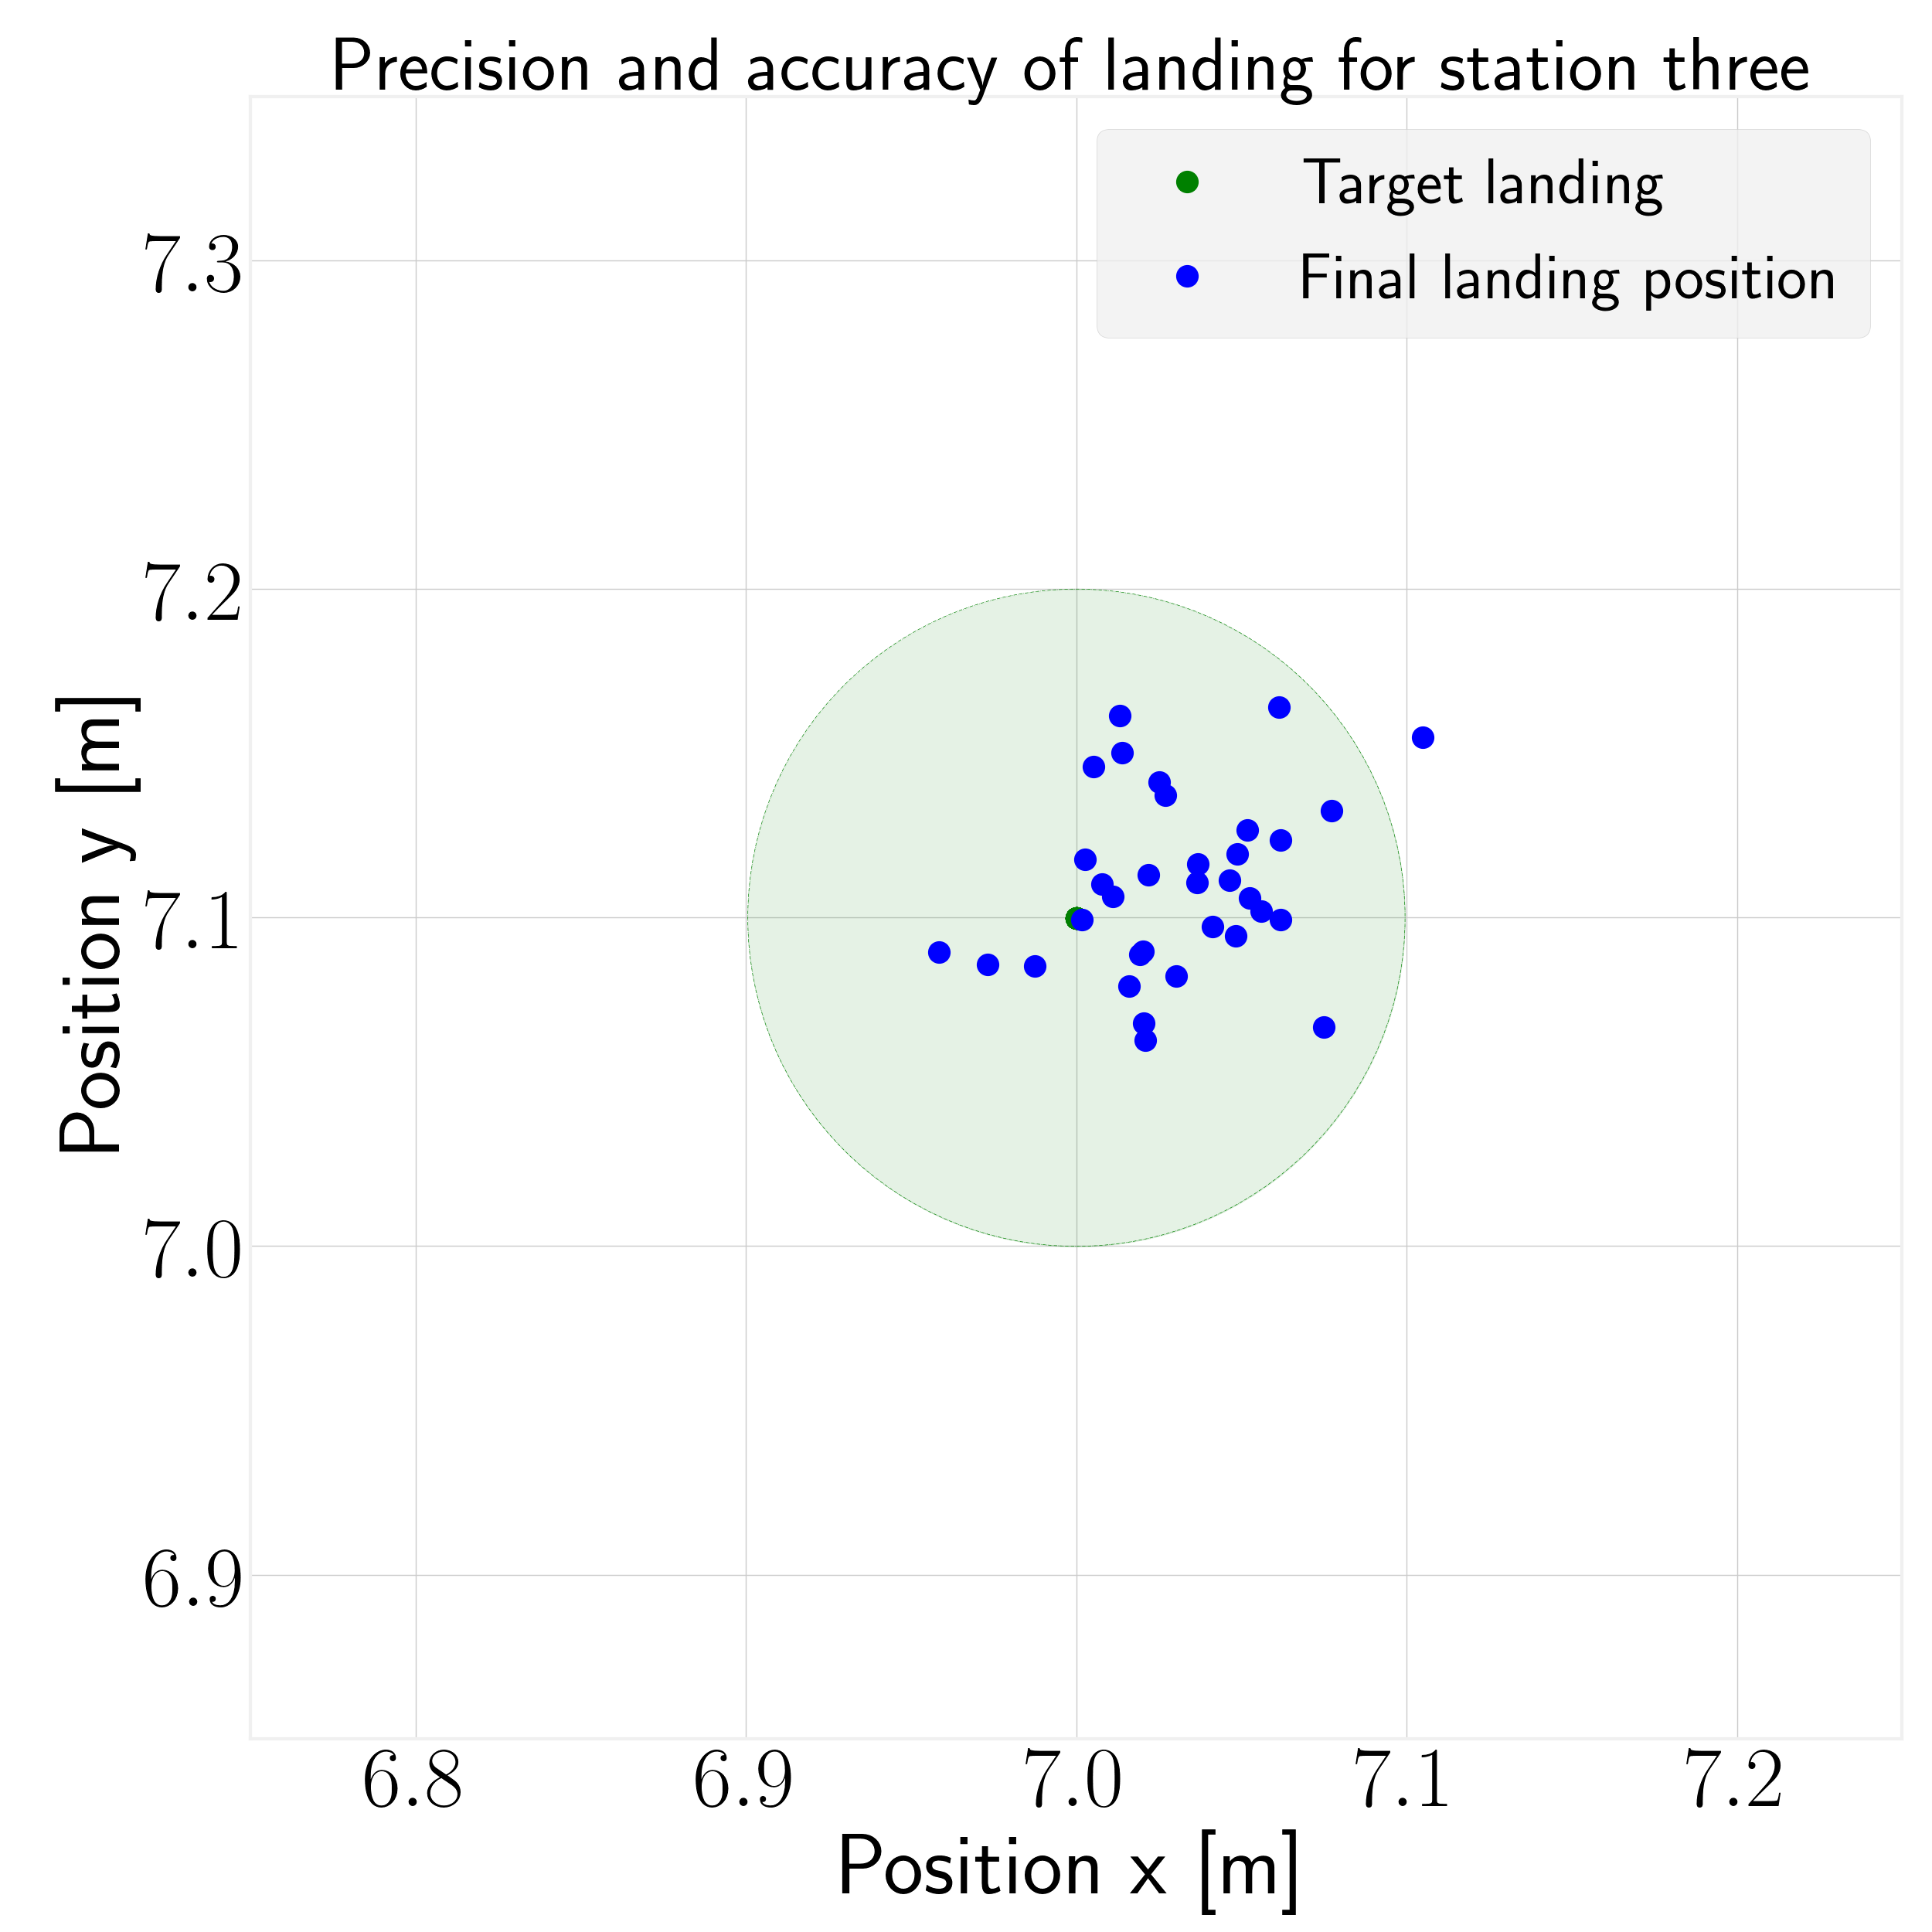 Precision and accuracy of landing for station three
Target landing
Final landing position
7.3
7.2
7.1
7.0
6.9
Position y [m]
6.8 6.9 7.0 7.1 7.2
Position x [m]